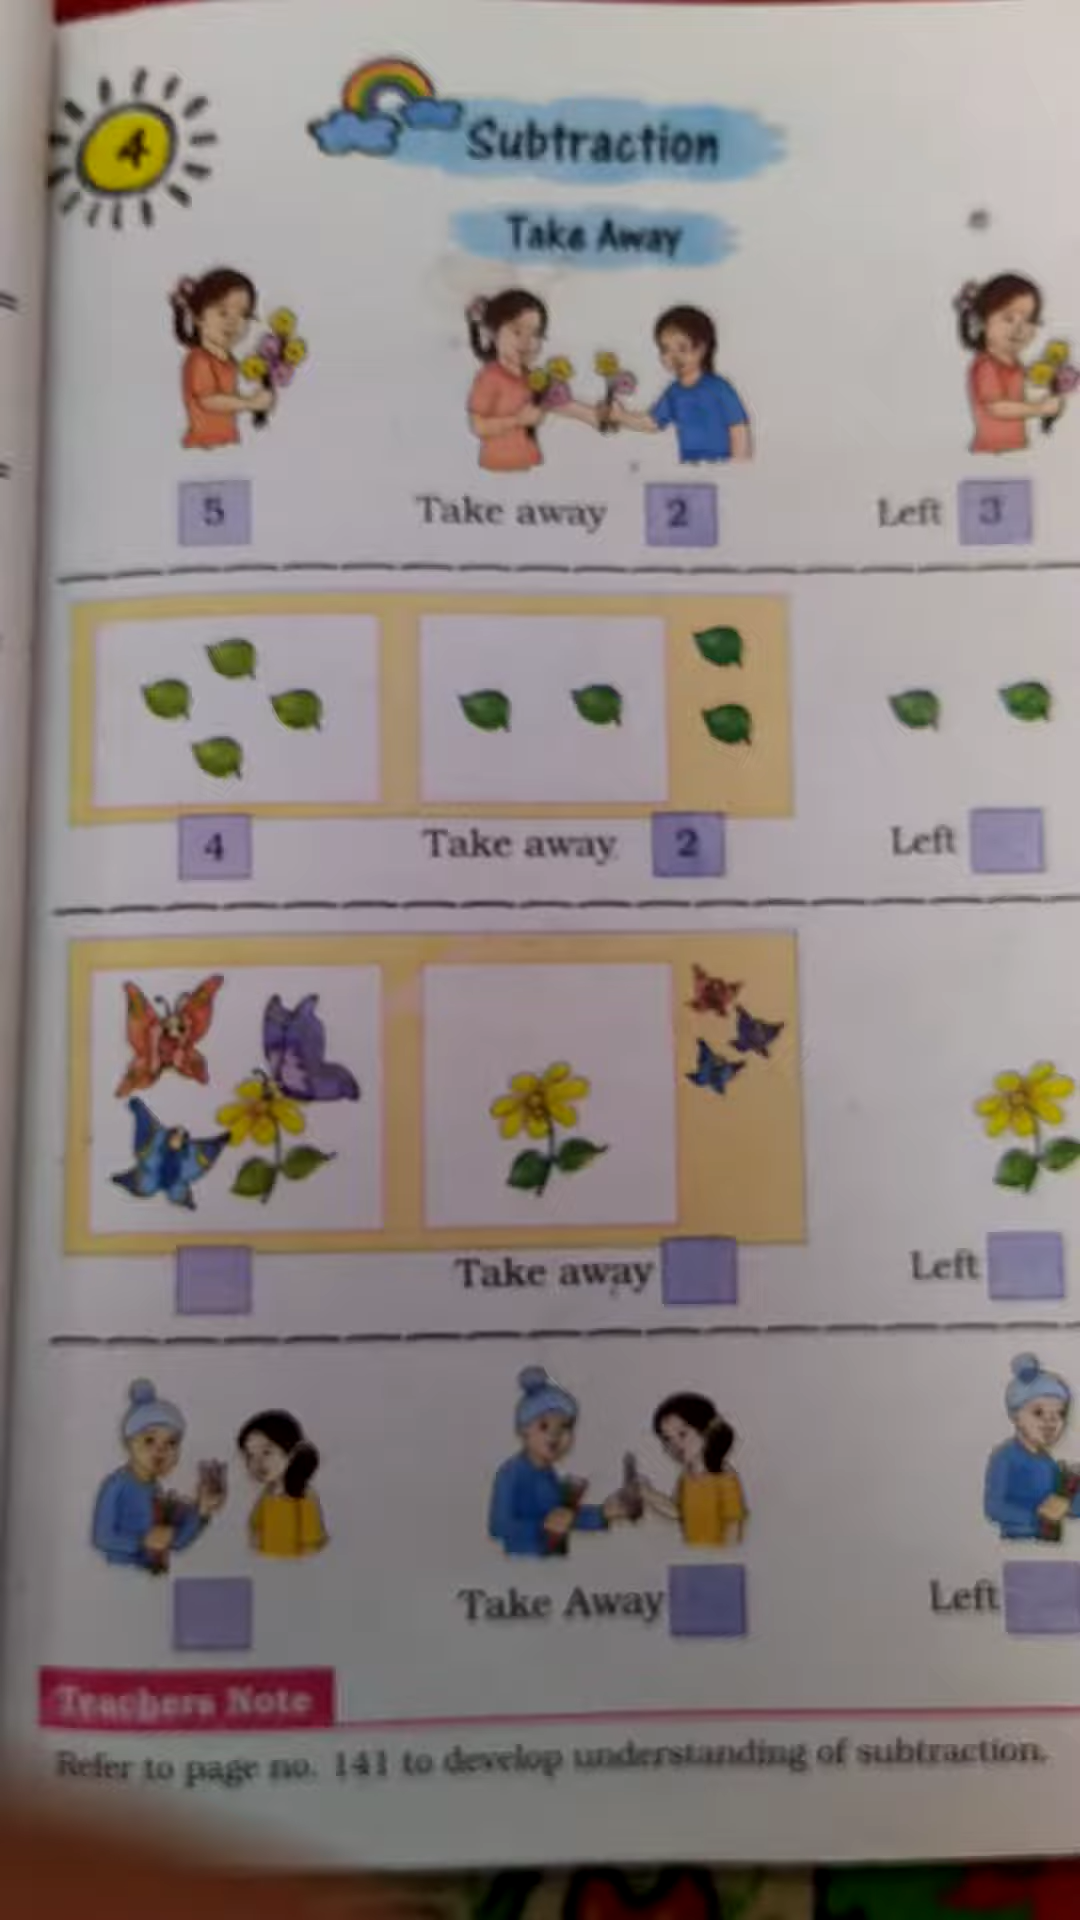 4
Subtraction
Take Away
5 Take away 2 Left 3
4 Take away 2 Left
Take away Left
Take Away Left
Teachers Note
Refer to page no. 141 to develop understanding of subtraction.